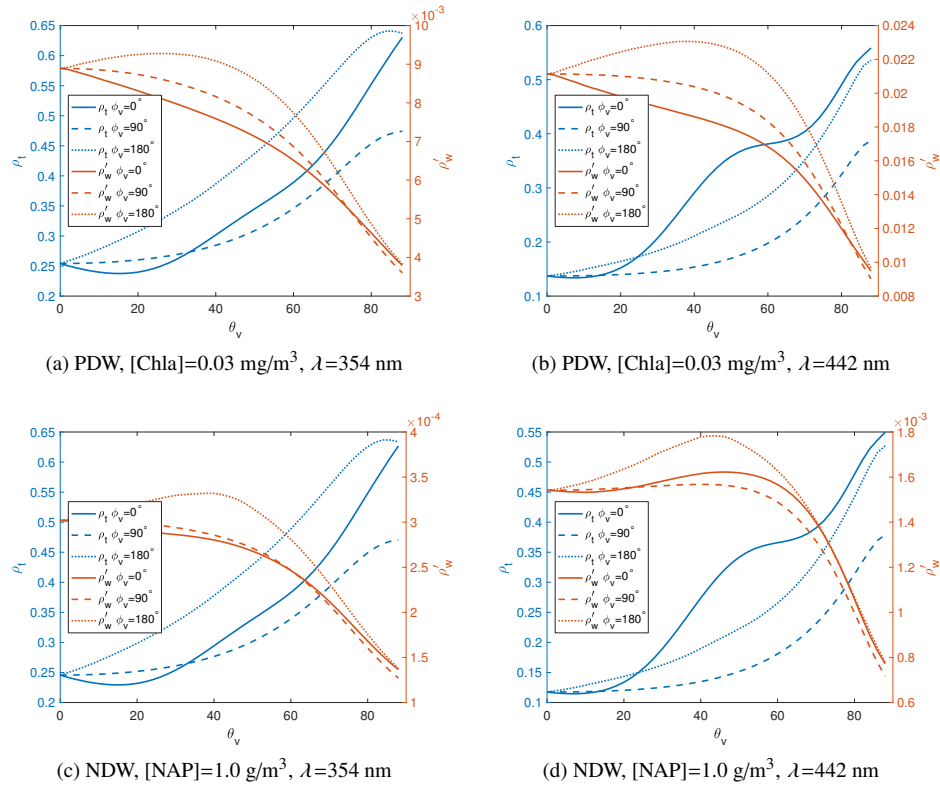 ×10⁻³
0.65
0.6
0.55
0.5
0.45
0.4
0.35
0.3
0.25
0.2
ρt
ρt ϕv=0°
ρt ϕv=90°
ρt ϕv=180°
ρ'w ϕv=0°
ρ'w ϕv=90°
ρ'w ϕv=180°
10
9
8
7
6
5
4
3
ρ'w
0 20 40 60 80
θv
(a) PDW, [Chla]=0.03 mg/m³, λ=354 nm
0.6
0.5
0.4
0.3
0.2
0.1
ρt
ρt ϕv=0°
ρt ϕv=90°
ρt ϕv=180°
ρ'w ϕv=0°
ρ'w ϕv=90°
ρ'w ϕv=180°
0.024
0.022
0.02
0.018
0.016
0.014
0.012
0.01
0.008
ρ'w
0 20 40 60 80
θv
(b) PDW, [Chla]=0.03 mg/m³, λ=442 nm
×10⁻⁴
0.65
0.6
0.55
0.5
0.45
0.4
0.35
0.3
0.25
0.2
ρt
ρt ϕv=0°
ρt ϕv=90°
ρt ϕv=180°
ρ'w ϕv=0°
ρ'w ϕv=90°
ρ'w ϕv=180
4
3
2
1
ρ'w
0 20 40 60 80
θv
(c) NDW, [NAP]=1.0 g/m³, λ=354 nm
×10⁻³
0.55
0.5
0.45
0.4
0.35
0.3
0.25
0.2
0.15
0.1
ρt
ρt ϕv=0°
ρt ϕv=90°
ρt ϕv=180°
ρ'w ϕv=0°
ρ'w ϕv=90°
ρ'w ϕv=180
1.8
1.6
1.4
1.2
1
0.8
0.6
ρ'w
0 20 40 60 80
θv
(d) NDW, [NAP]=1.0 g/m³, λ=442 nm